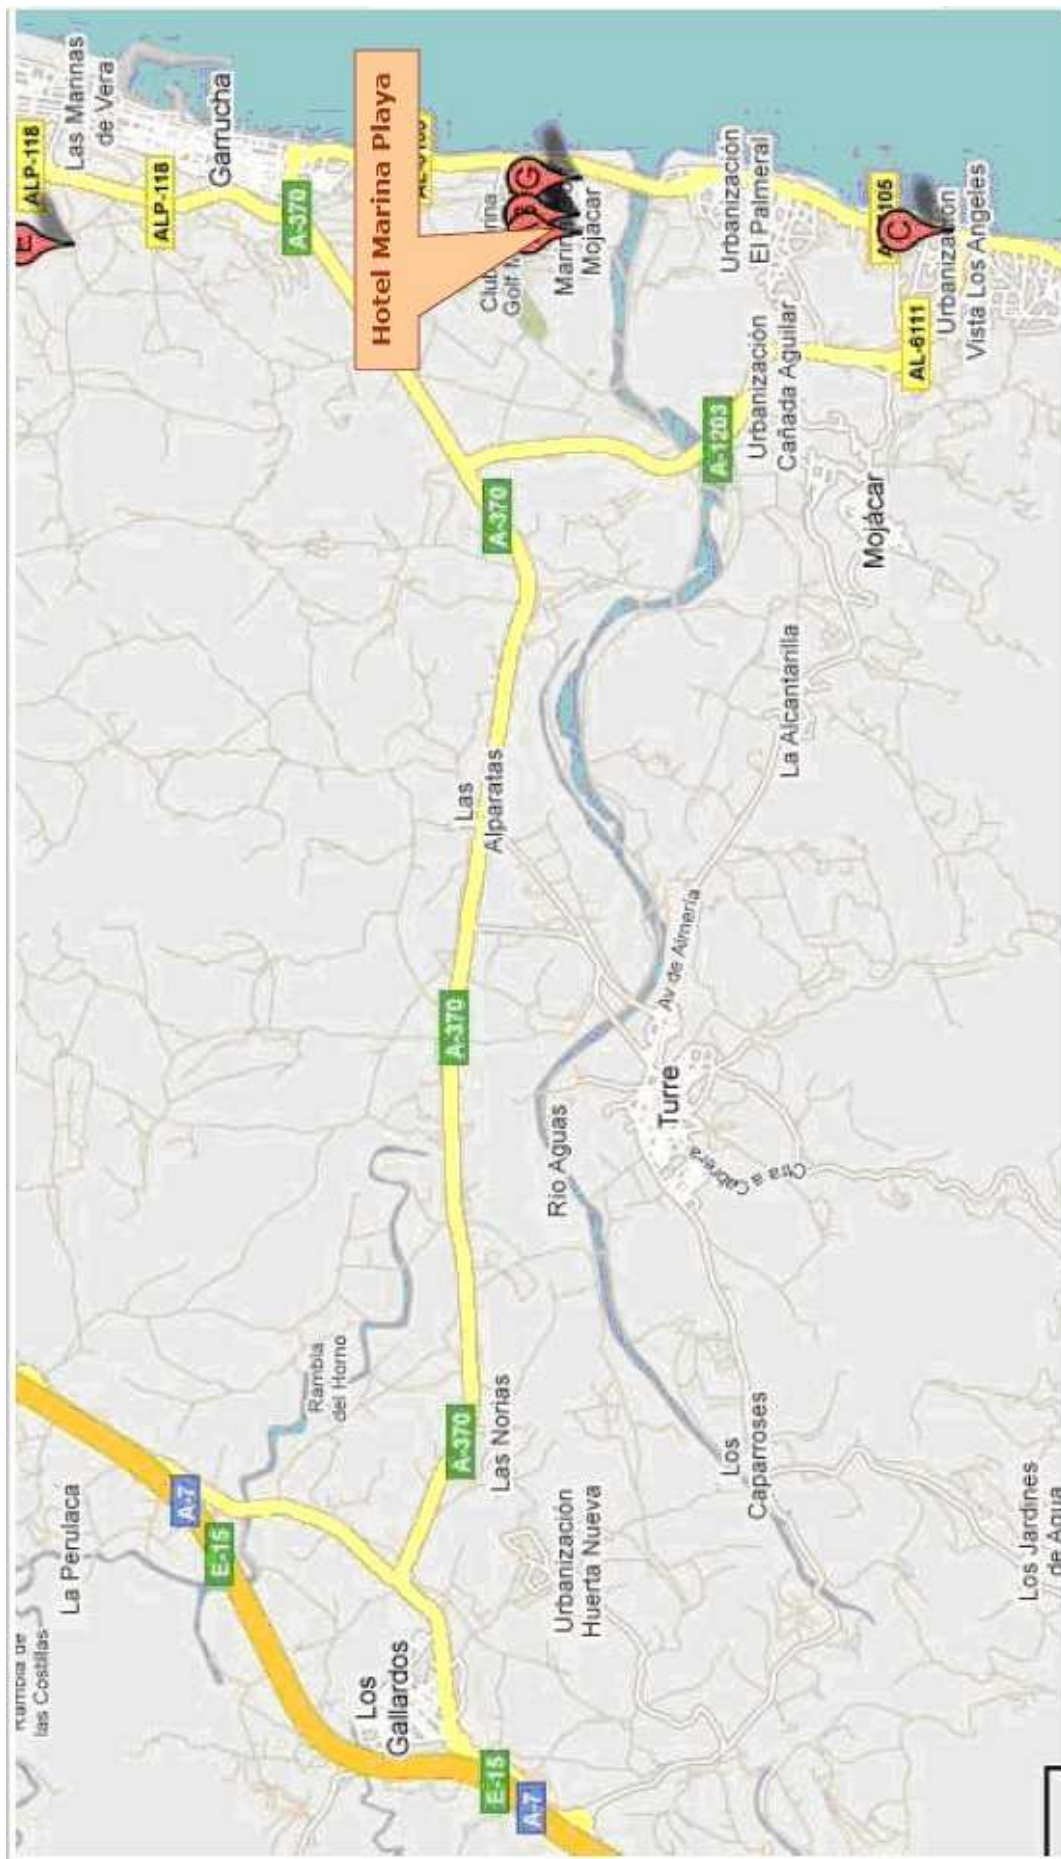 Rambla de
las Costillas
La Perulaca
ALP-118
Las Marinas
de Vera
E
A-7
E-15
ALP-118
Garrucha
A-370
Rambla
del Horno
Los
Gallardos
Hotel Marina Playa
A-370
A-370
Las
Alparatas
A-370
E-15
A-7
Las Norias
Club
Golf
G
Mojácar
Río Aguas
Urbanización
Huerta Nueva
Turre
Av de Almería
Ctra a Cabrera
A-1203
Urbanización
El Palmeral
Los
Caparroses
Urbanización
Cañada Aguilar
La Alcantarilla
Mojácar
C
AL-6111
Urbanización
Vista Los Angeles
Los Jardines
de Agua